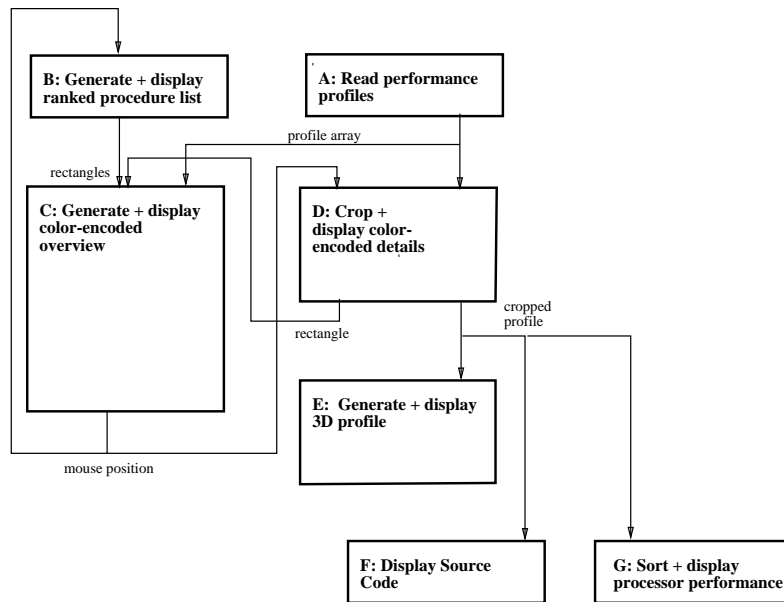 B: Generate + display
ranked procedure list
A: Read performance
profiles
profile array
rectangles
C: Generate + display
color-encoded
overview
D: Crop +
display color-
encoded details
rectangle
cropped
profile
E: Generate + display
3D profile
mouse position
F: Display Source
Code
G: Sort + display
processor performance